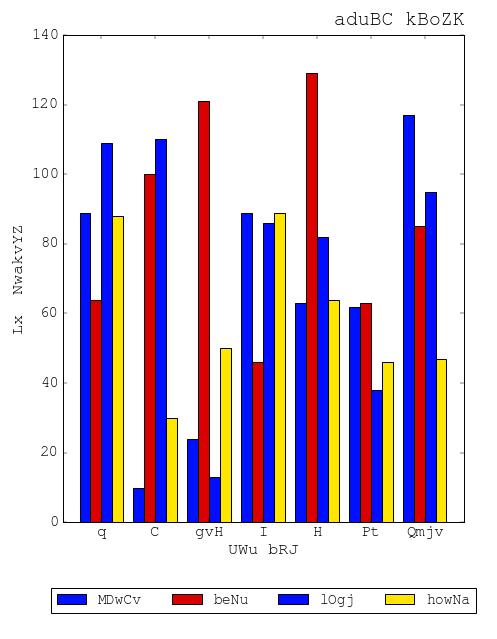 aduBC kBoZK
140
120
100
80
60
40
20
0
Lx NwakvYZ
q C gvH I H Pt Qmjv
UWu bRJ
MDwCv beNu lOgj howNa